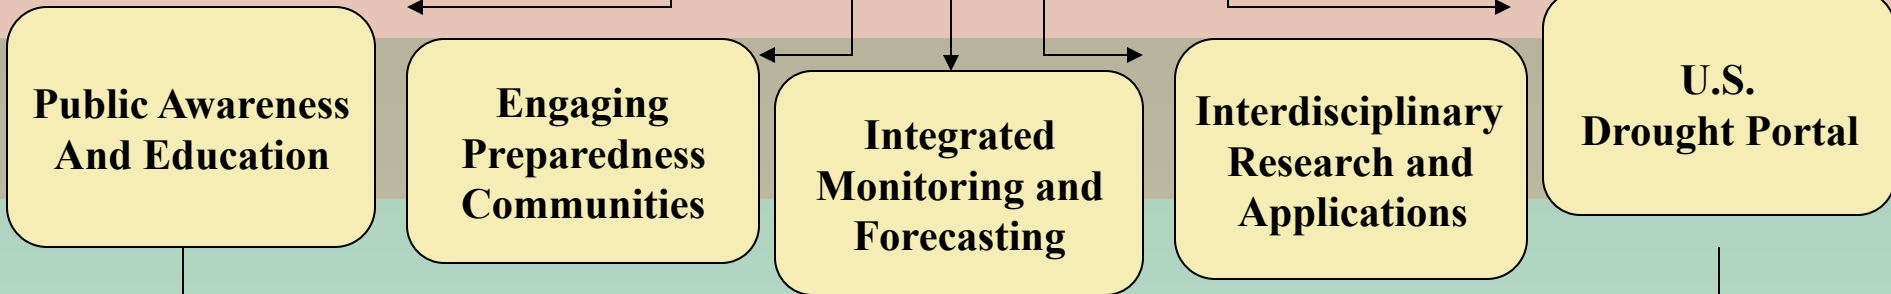 Public Awareness
And Education
Engaging
Preparedness
Communities
Integrated
Monitoring and
Forecasting
Interdisciplinary
Research and
Applications
U.S.
Drought Portal